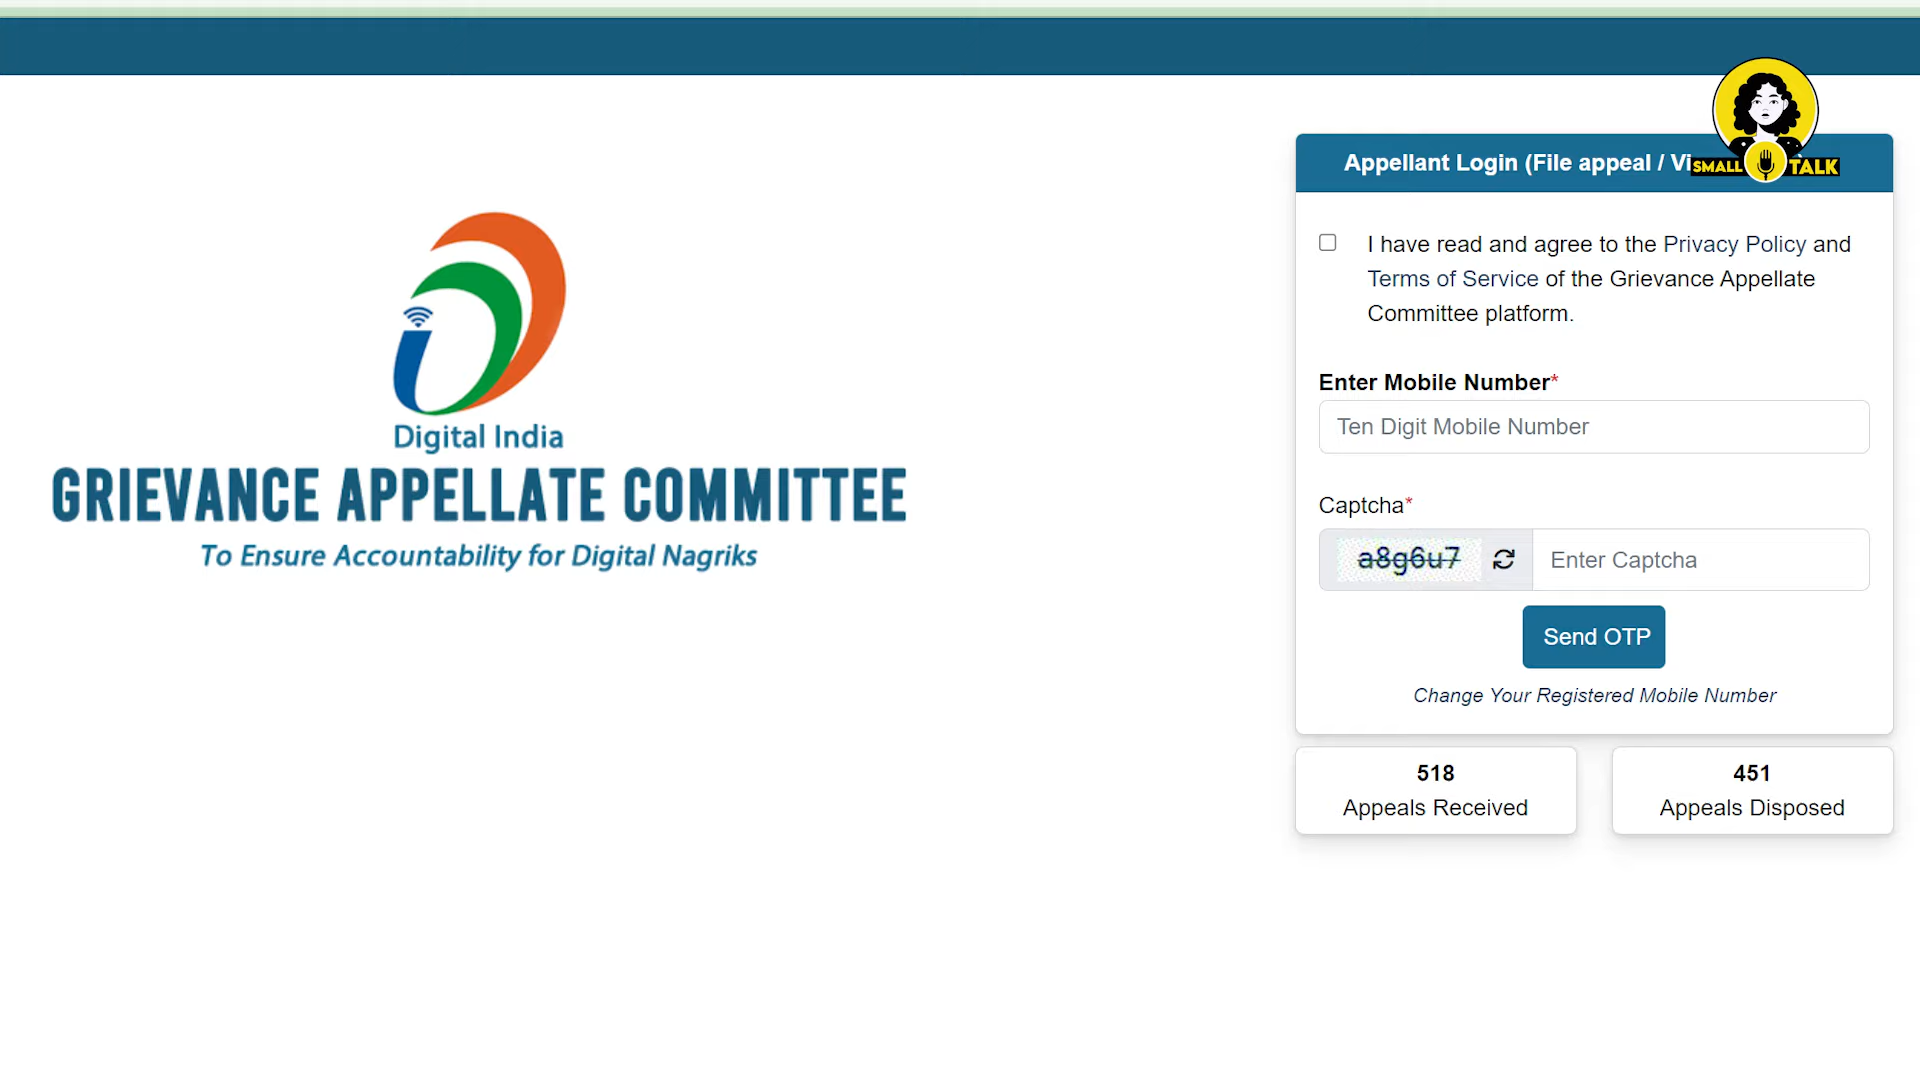 Digital India
GRIEVANCE APPELLATE COMMITTEE
To Ensure Accountability for Digital Nagriks
SMALL TALK
Appellant Login (File appeal /
I have read and agree to the Privacy Policy and
Terms of Service of the Grievance Appellate
Committee platform.
Enter Mobile Number*
Ten Digit Mobile Number
Captcha*
a8g6u7 Enter Captcha
Send OTP
Change Your Registered Mobile Number
518
Appeals Received
451
Appeals Disposed